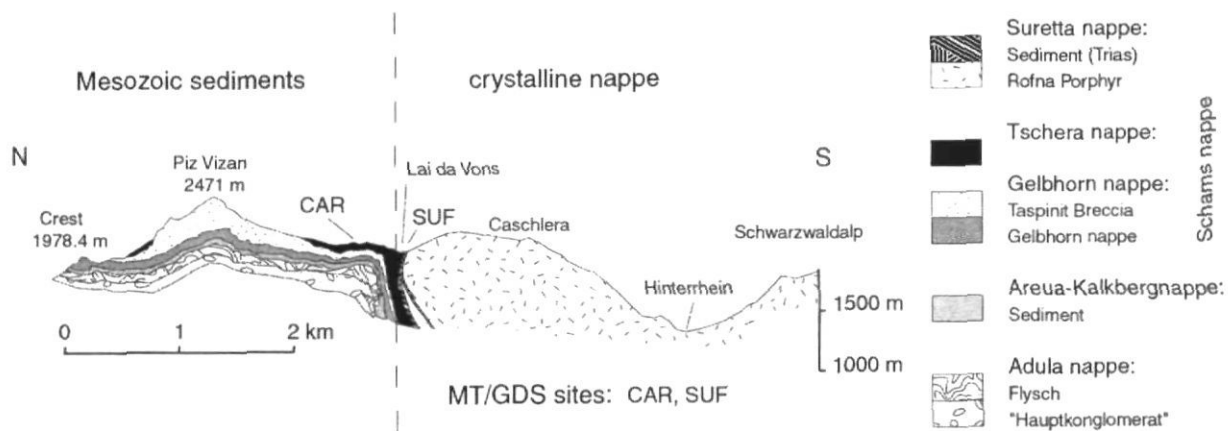 Mesozoic sediments
crystalline nappe
N
S
Piz Vizan
2471 m
Lai da Vons
CAR
SUF
Crest
1978.4 m
Caschlera
Schwarzwaldalp
Hinterrhein
1500 m
1000 m
0 1 2 km
MT/GDS sites: CAR, SUF
Suretta nappe:
Sediment (Trias)
Rofna Porphyr
Tschera nappe:
Gelbhorn nappe:
Taspinit Breccia
Gelbhorn nappe
Areua-Kalkbergnappe:
Sediment
Adula nappe:
Flysch
"Hauptkonglomerat"
Schams nappe